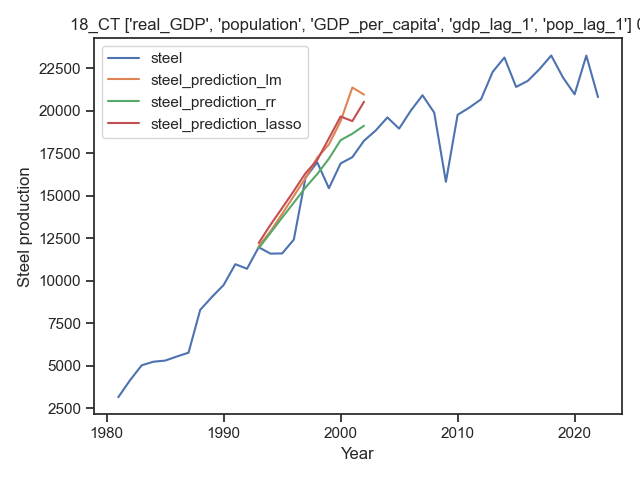 18_CT ['real_GDP', 'population', 'GDP_per_capita', 'gdp_lag_1', 'pop_lag_1'] 0
steel
steel_prediction_lm
steel_prediction_rr
steel_prediction_lasso
22500
20000
17500
15000
12500
10000
7500
5000
2500
Steel production
1980
1990
2000
2010
2020
Year